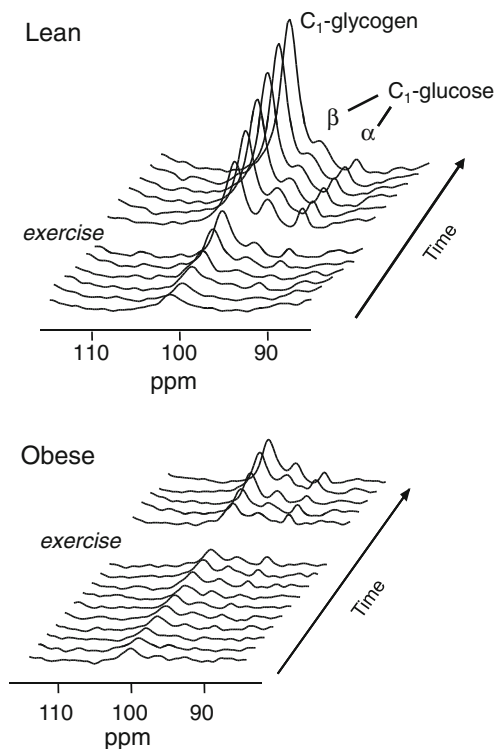 Lean
C₁-glycogen
C₁-glucose
β
α
exercise
Time
110 100 90
ppm
Obese
exercise
Time
110 100 90
ppm